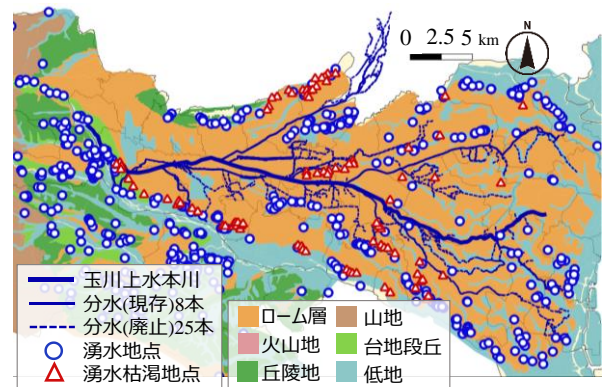 N
0 2.5 5 km
玉川上水本川
分水(現存)8本
分水(廃止)25本
湧水地点
湧水枯渇地点
ローム層
山地
火山地
台地段丘
丘陵地
低地